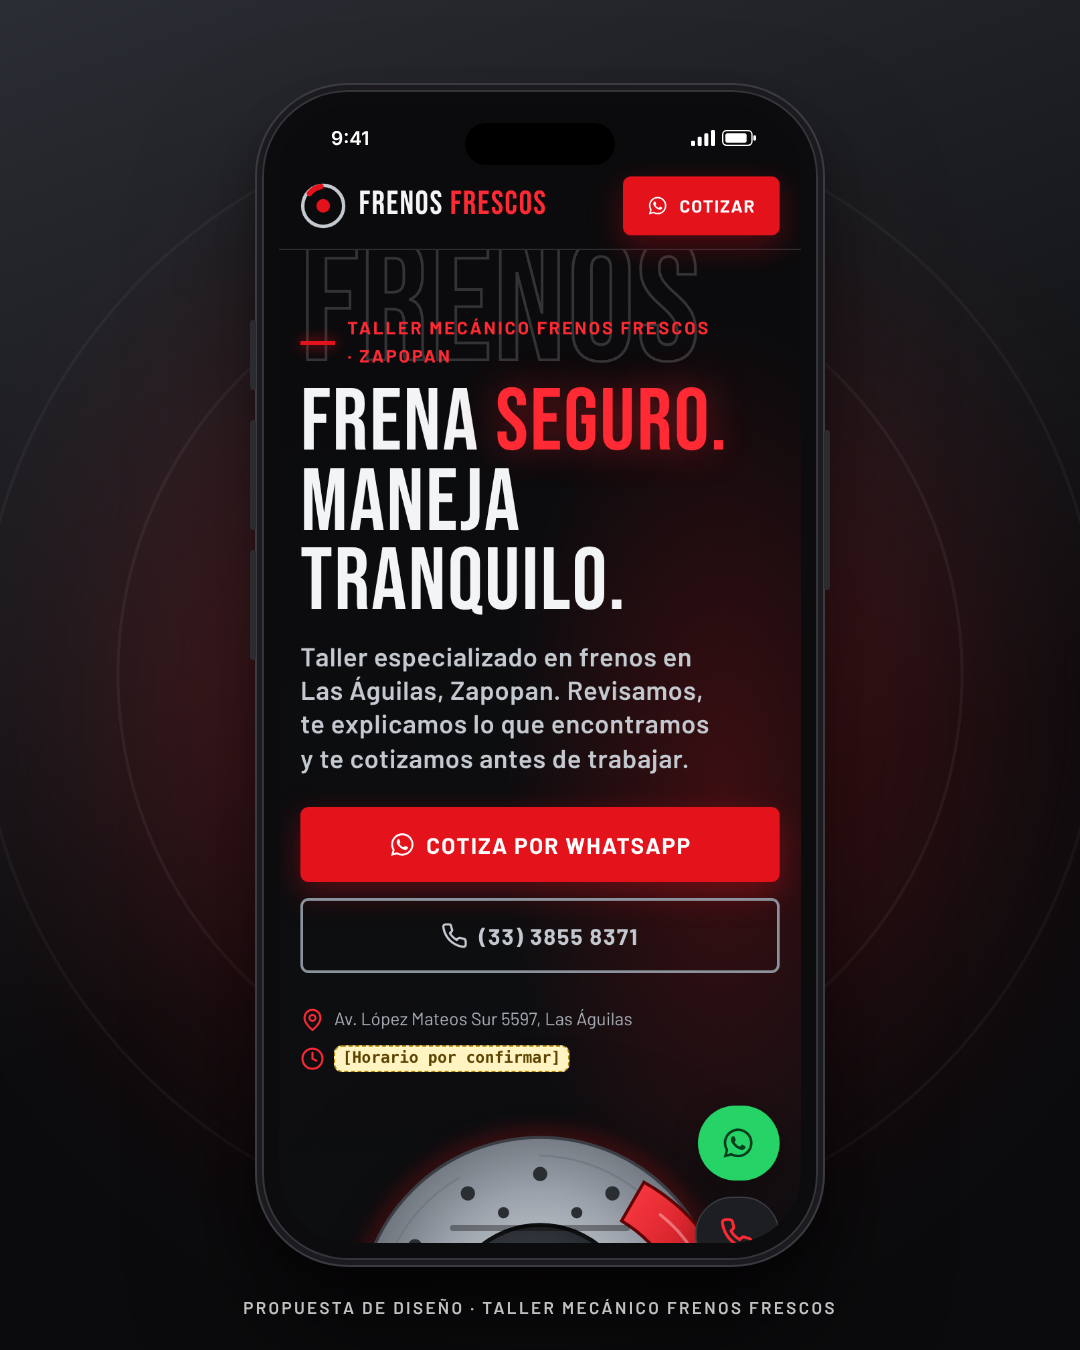 9:41
FRENOS FRESCOS
COTIZAR
FRENOS
TALLER MECÁNICO FRENOS FRESCOS
· ZAPOPAN
FRENA SEGURO.
MANEJA
TRANQUILO.
Taller especializado en frenos en
Las Águilas, Zapopan. Revisamos,
te explicamos lo que encontramos
y te cotizamos antes de trabajar.
COTIZA POR WHATSAPP
(33) 3855 8371
Av. López Mateos Sur 5597, Las Águilas
[Horario por confirmar]
PROPUESTA DE DISEÑO · TALLER MECÁNICO FRENOS FRESCOS